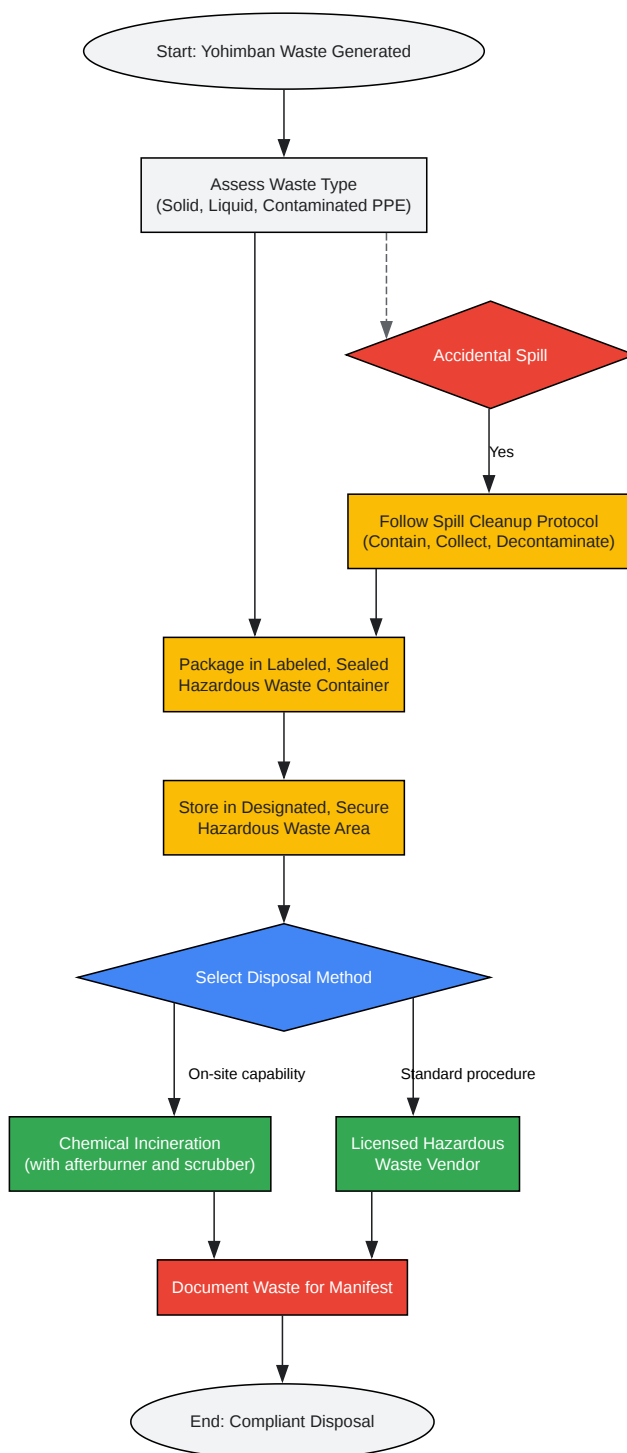 Start: Yohimban Waste Generated
Assess Waste Type
(Solid, Liquid, Contaminated PPE)
Accidental Spill
Yes
Follow Spill Cleanup Protocol
(Contain, Collect, Decontaminate)
Package in Labeled, Sealed
Hazardous Waste Container
Store in Designated, Secure
Hazardous Waste Area
Select Disposal Method
On-site capability
Standard procedure
Chemical Incineration
(with afterburner and scrubber)
Licensed Hazardous
Waste Vendor
Document Waste for Manifest
End: Compliant Disposal